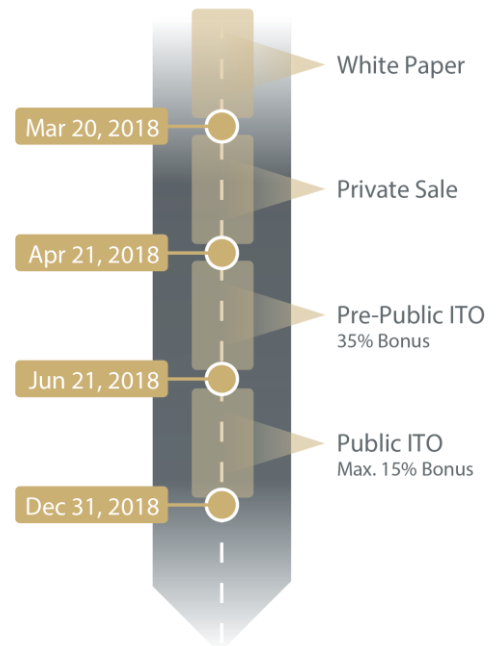 White Paper
Mar 20, 2018
Private Sale
Apr 21, 2018
Pre-Public ITO
35% Bonus
Jun 21, 2018
Public ITO
Max. 15% Bonus
Dec 31, 2018